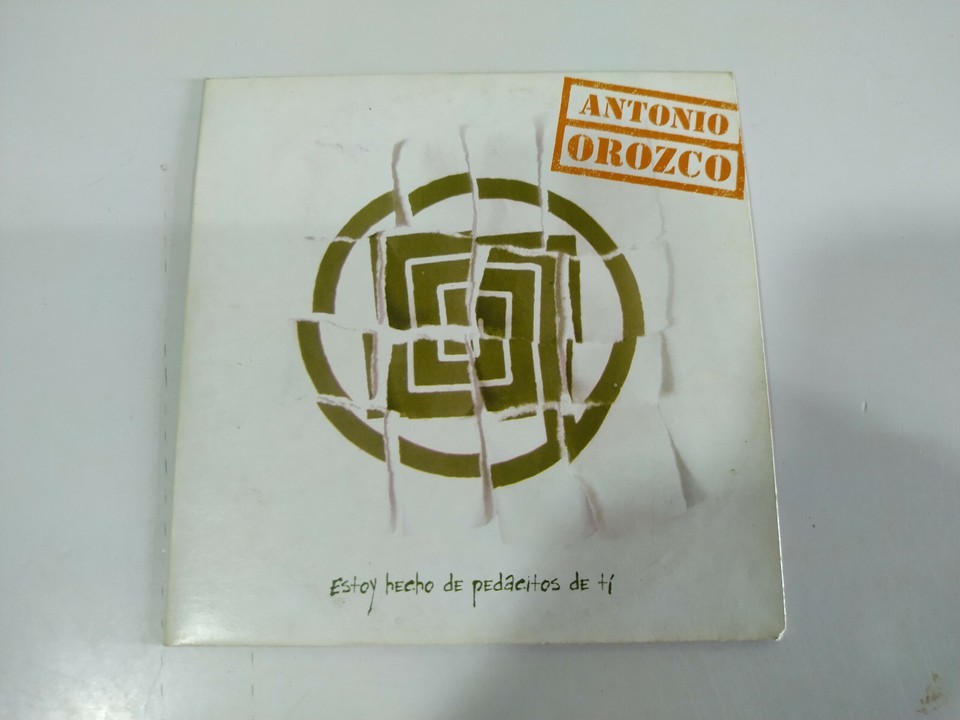 ANTONIO
OROZCO
Estoy hecho de pedacitos de tí